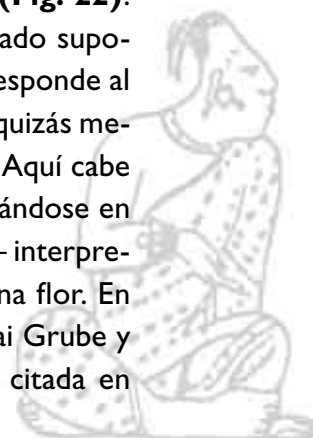 (Fig. 22).
ado supo-
esponde al
quizás me-
Aquí cabe
ándose en
– interpre-
na flor. En
ai Grube y
citada en